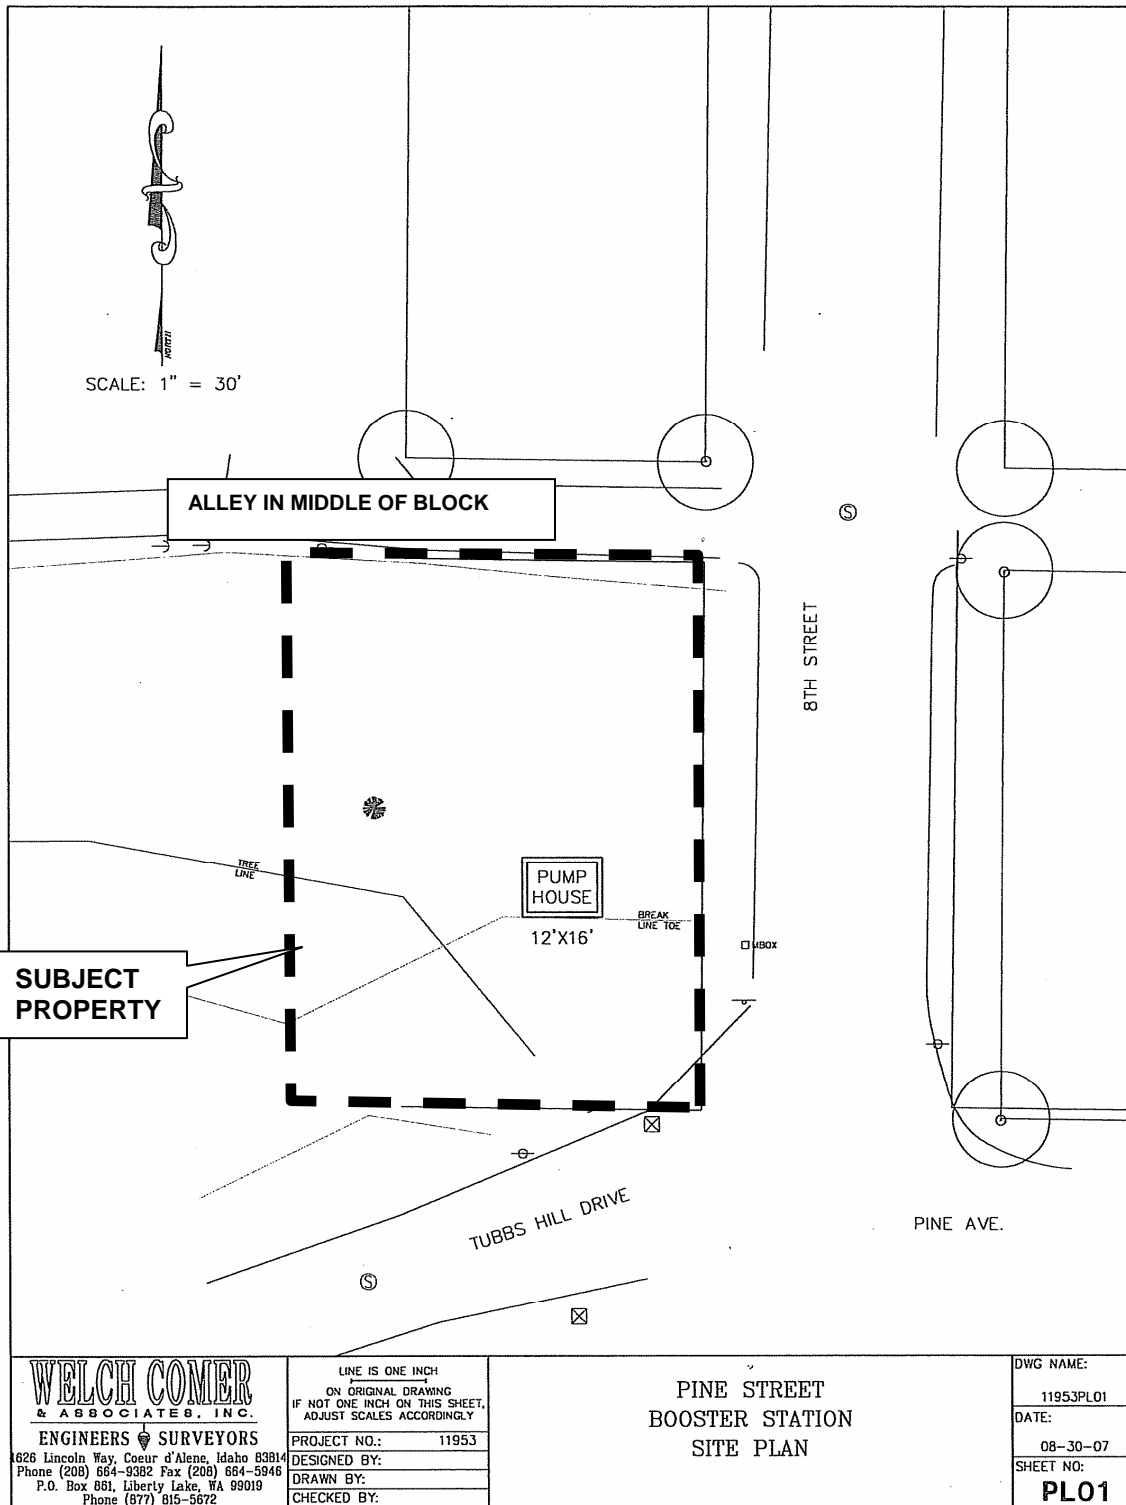 NORTH
SCALE: 1" = 30'
ALLEY IN MIDDLE OF BLOCK
S
8TH STREET
TREE
LINE
PUMP
HOUSE
12'X16'
BREAK
LINE TOE
MBOX
SUBJECT
PROPERTY
TUBBS HILL DRIVE
PINE AVE.
S
WELCH COMER
& ASSOCIATES, INC.
ENGINEERS SURVEYORS
1626 Lincoln Way, Coeur d'Alene, Idaho 83814
Phone (208) 664-9382 Fax (208) 664-5946
P.O. Box 861, Liberty Lake, WA 99019
Phone (877) 815-5672
LINE IS ONE INCH
ON ORIGINAL DRAWING
IF NOT ONE INCH ON THIS SHEET,
ADJUST SCALES ACCORDINGLY
PROJECT NO.: 11953
DESIGNED BY:
DRAWN BY:
CHECKED BY:
PINE STREET
BOOSTER STATION
SITE PLAN
DWG NAME:
11953PL01
DATE:
08-30-07
SHEET NO:
PL01